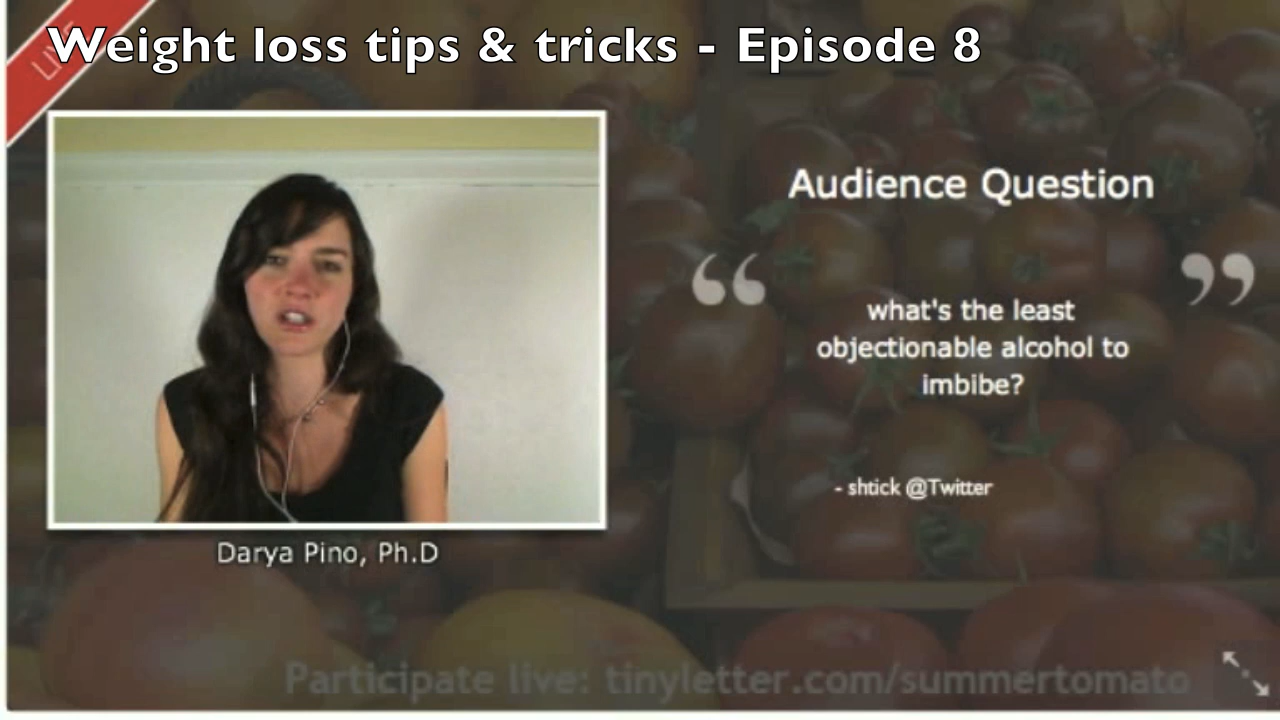 LIVE
Weight loss tips & tricks - Episode 8
Audience Question
“ ”
what's the least
objectionable alcohol to
imbibe?
- shtick @Twitter
Darya Pino, Ph.D
Participate live: tinyletter.com/summertomato